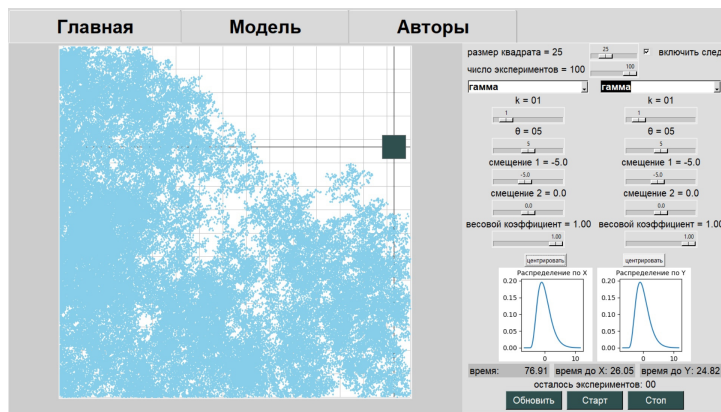 Главная Модель Авторы
размер квадрата = 25 25 включить след
число экспериментов = 100 100
гамма гамма
k = 01 k = 01
1 1
θ = 05 θ = 05
5 5
смещение 1 = -5.0 смещение 1 = -5.0
-5.0 -5.0
смещение 2 = 0.0 смещение 2 = 0.0
0.0 0.0
весовой коэффициент = 1.00 весовой коэффициент = 1.00
1.00 1.00
центрировать центрировать
Распределение по X Распределение по Y
0.20 0.20
0.15 0.15
0.10 0.10
0.05 0.05
0.00 0.00
0 10 0 10
время: 76.91 время до X: 26.05 время до Y: 24.82
осталось экспериментов: 00
Обновить Старт Стоп